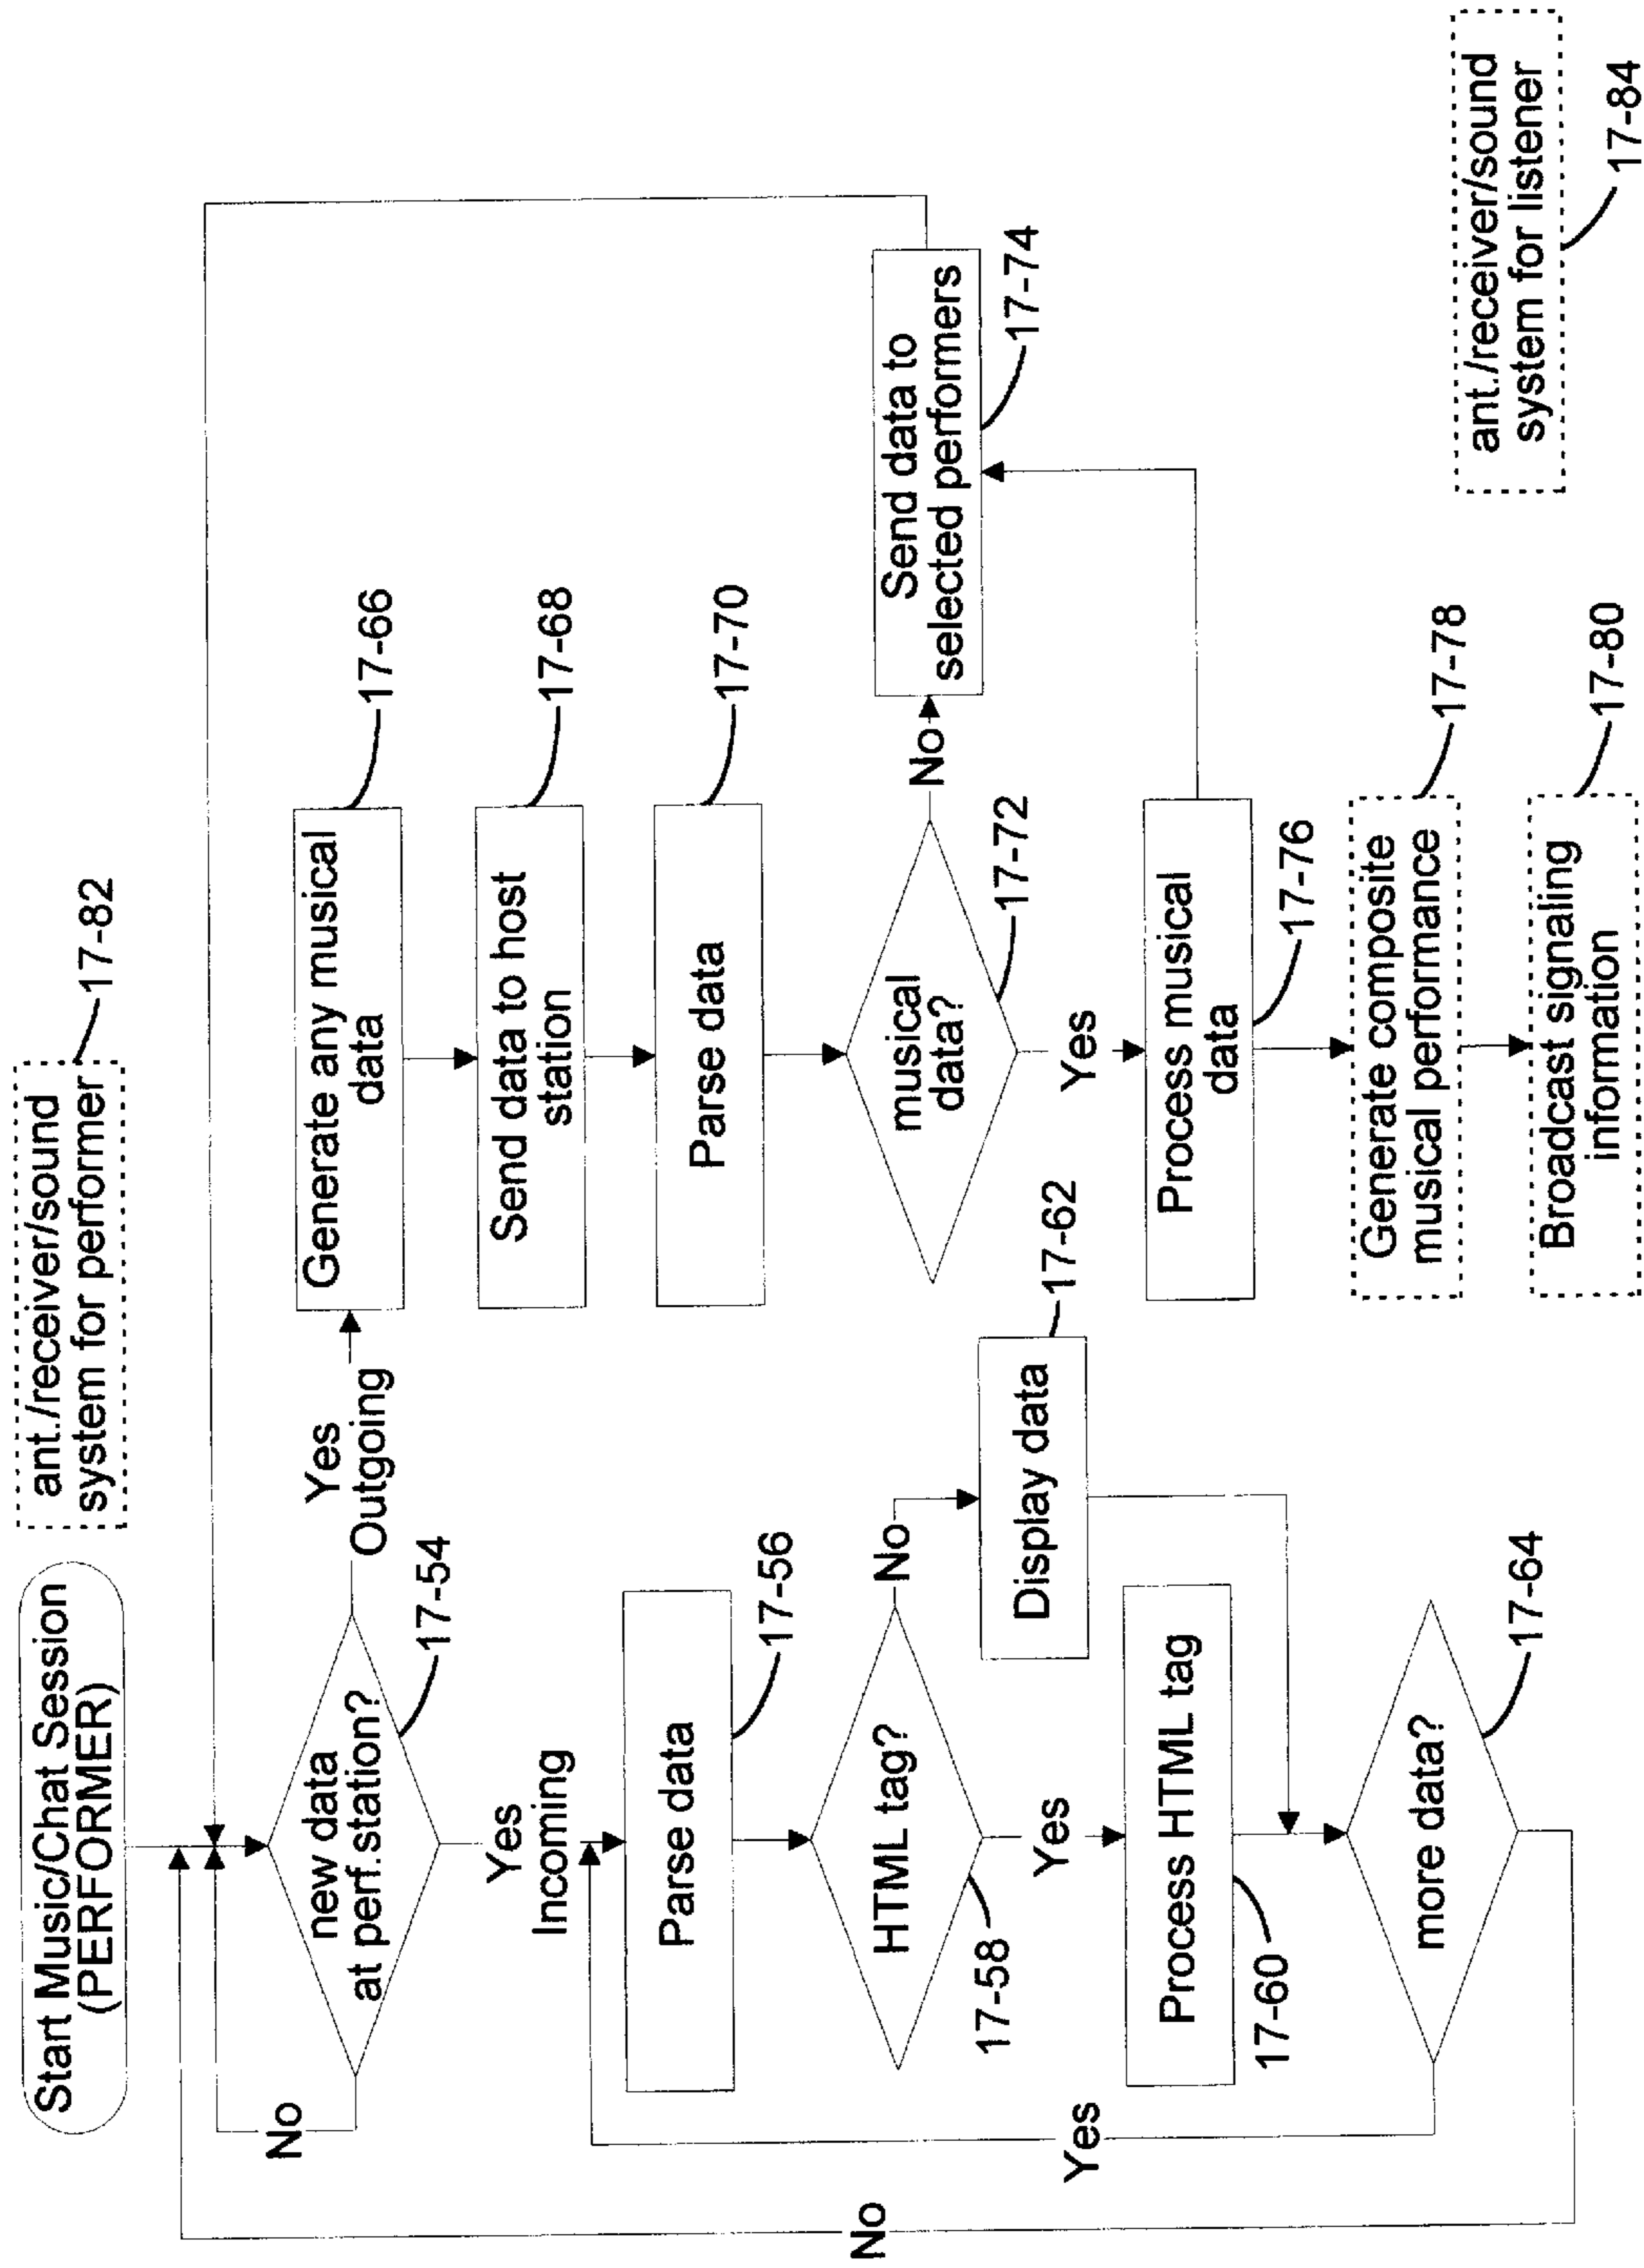 Start Music/Chat Session
(PERFORMER)
ant./receiver/sound
system for performer
17-82
No
new data
at perf.station?
17-54
Yes
Outgoing
Generate any musical
data
17-66
Yes
Incoming
Send data to host
station
17-68
Parse data
17-56
Parse data
17-70
HTML tag?
17-58
No
musical
data?
17-72
No
Send data to
selected performers
17-74
Yes
Display data
17-62
Yes
Process HTML tag
17-60
Process musical
data
17-76
more data?
17-64
Yes
No
Generate composite
musical performance
17-78
Broadcast signaling
information
17-80
ant./receiver/sound
system for listener
17-84